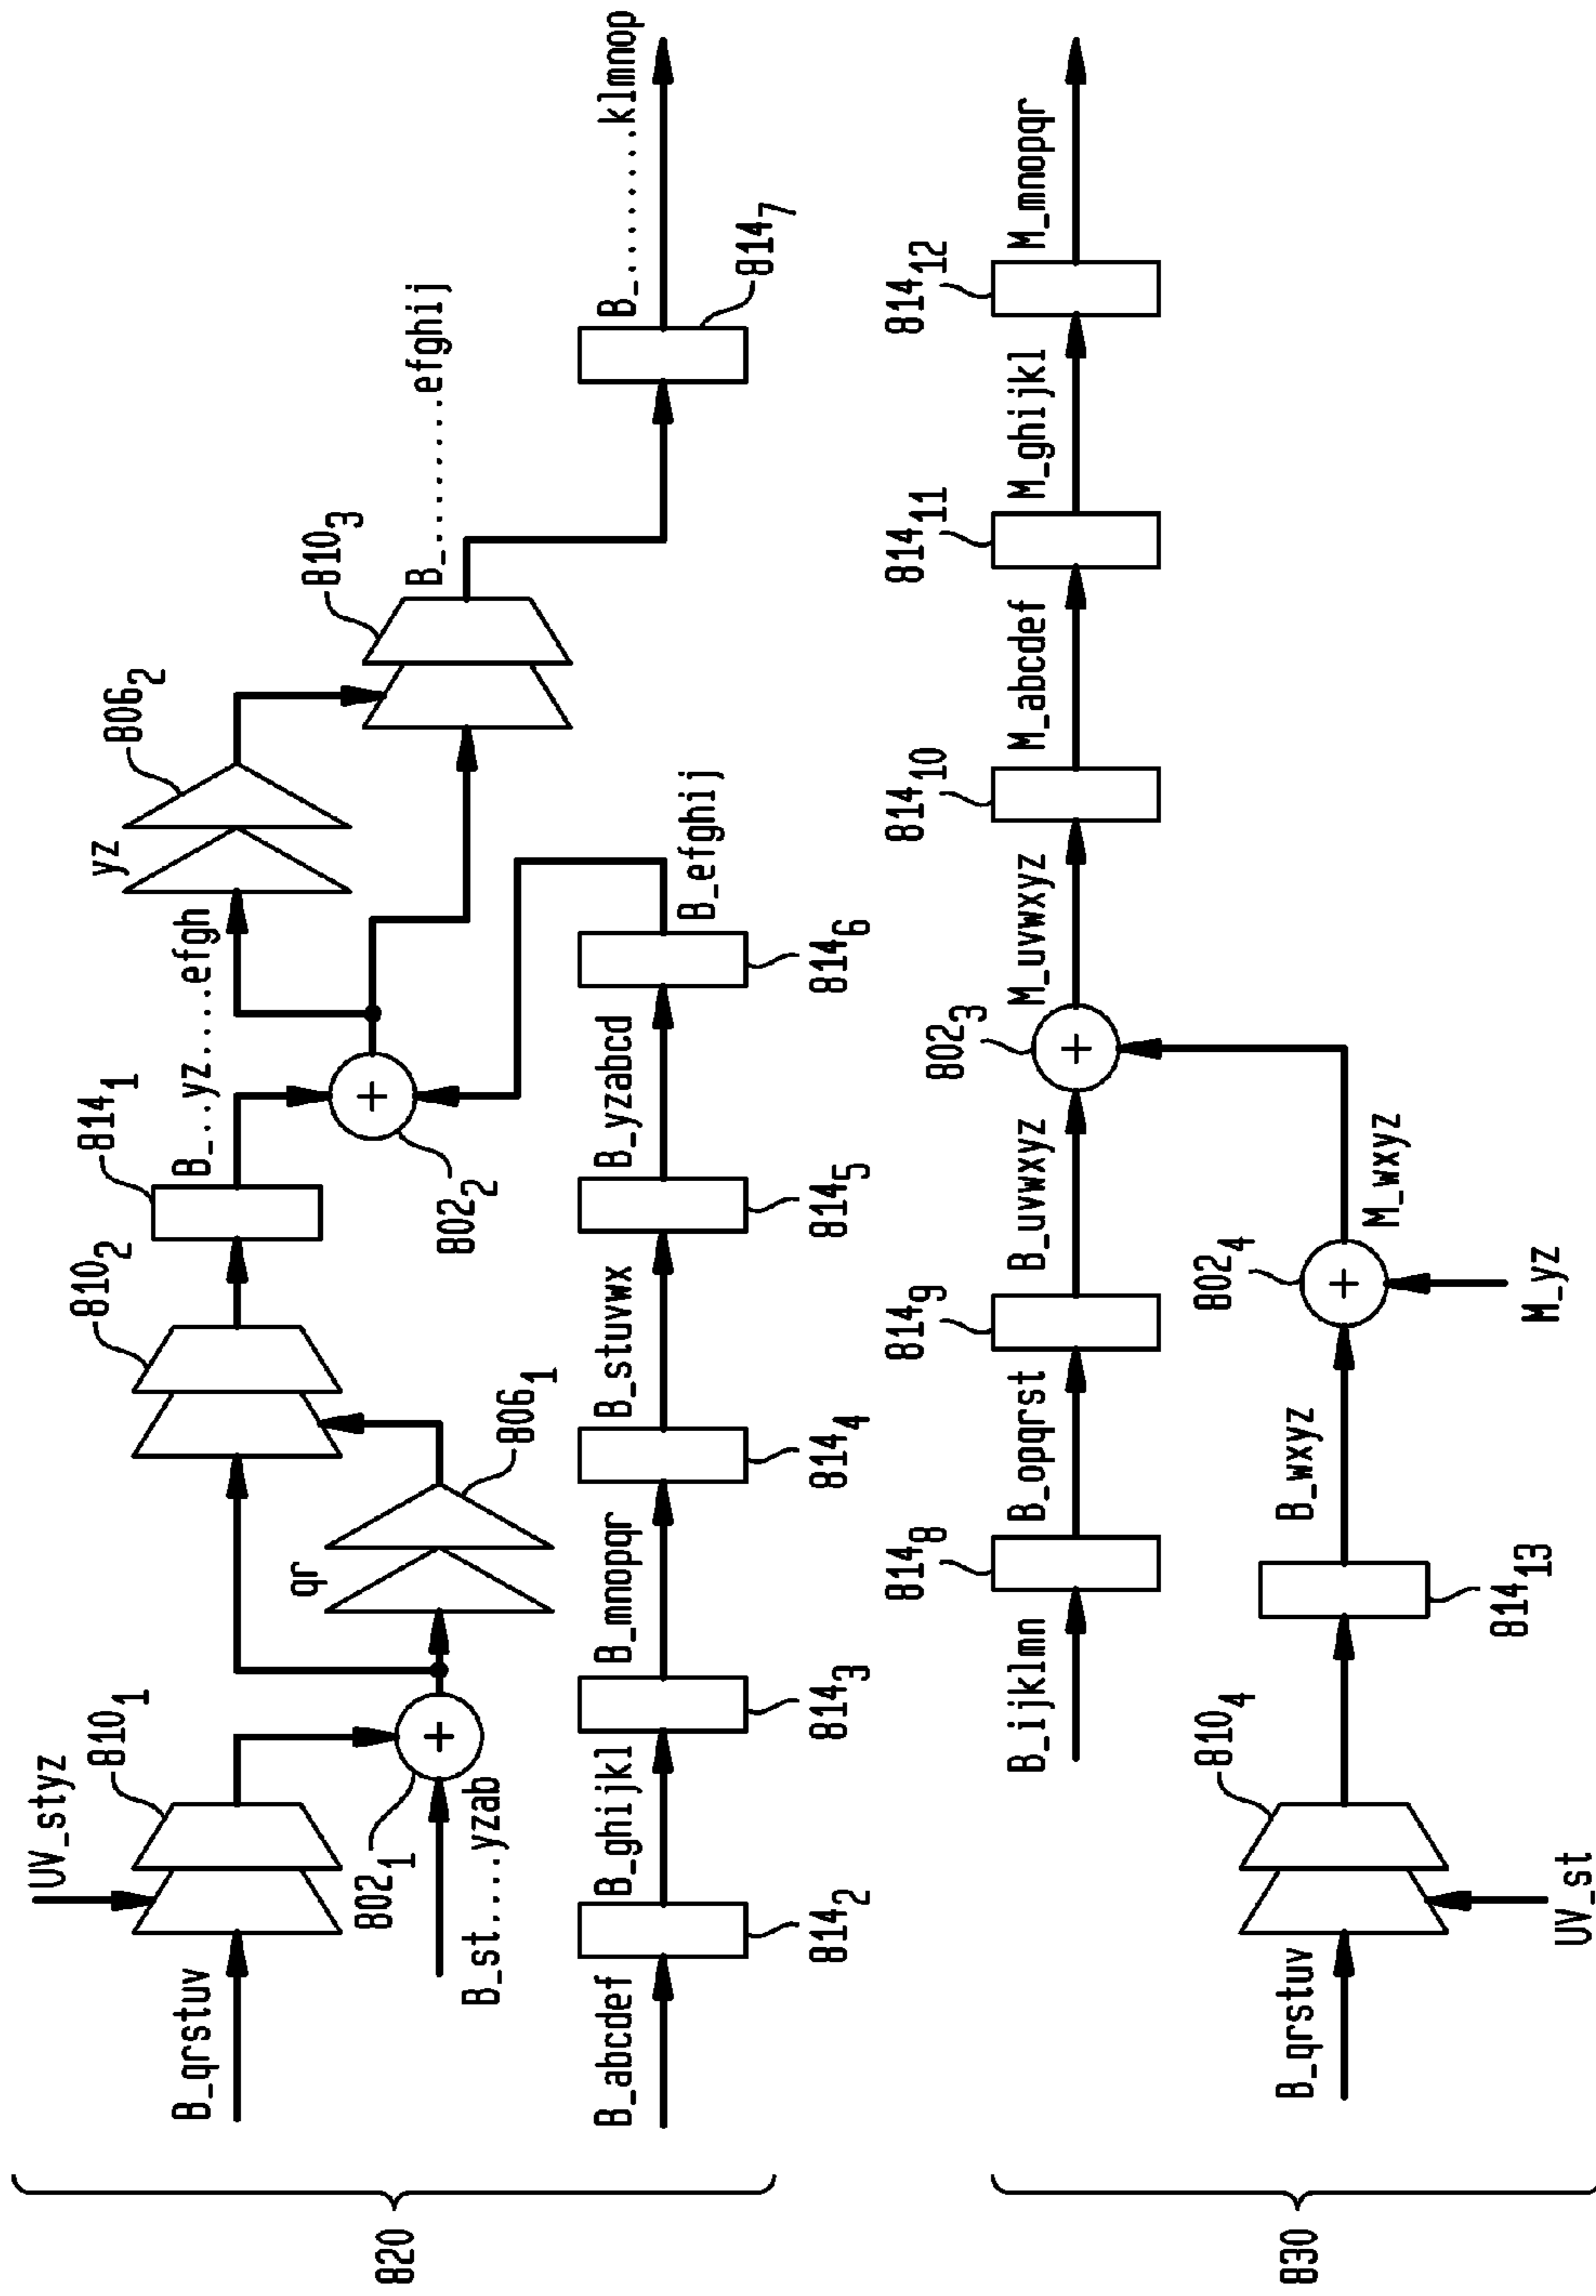 820
B_qrstuv
UV_styz
810₁
B_st.....yzab
802₁
qr
806₁
810₂
814₁
B_...yz.....efgh
802₂
yz
806₂
810₃
B_.........efghij
B_.........klmnop
814₇
B_abcdef
814₂
B_ghijkl
814₃
B_mnopqr
814₄
B_stuvwx
814₅
B_yzabcd
814₆
B_efghij
830
B_ijklmn
814₈
B_opqrst
814₉
B_uvwxyz
802₃
M_uvwxyz
814₁₀
M_abcdef
814₁₁
M_ghijkl
814₁₂
M_mnopqr
B_qrstuv
UV_st
810₄
814₁₃
B_wxyz
802₄
M_yz
M_wxyz